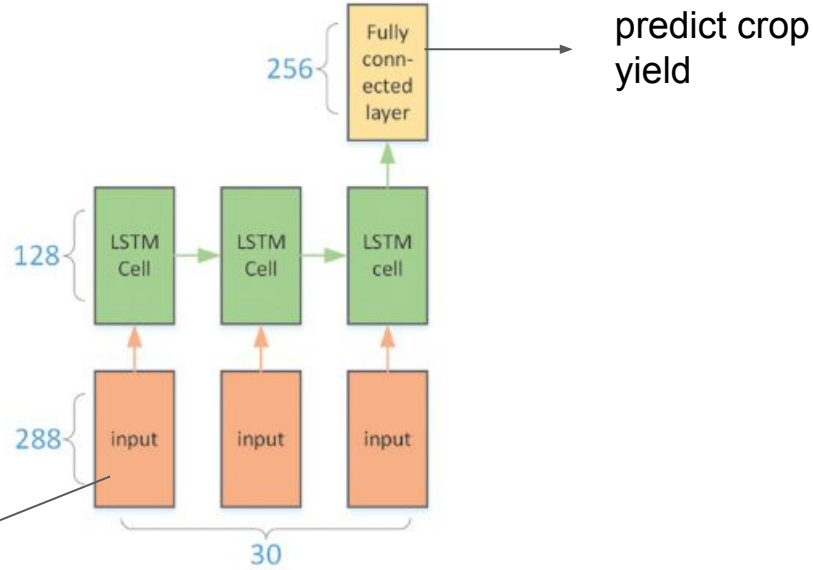 predict crop
yield
Fully
conn-
ected
layer
256
LSTM
Cell
LSTM
Cell
LSTM
cell
128
input
input
input
288
30